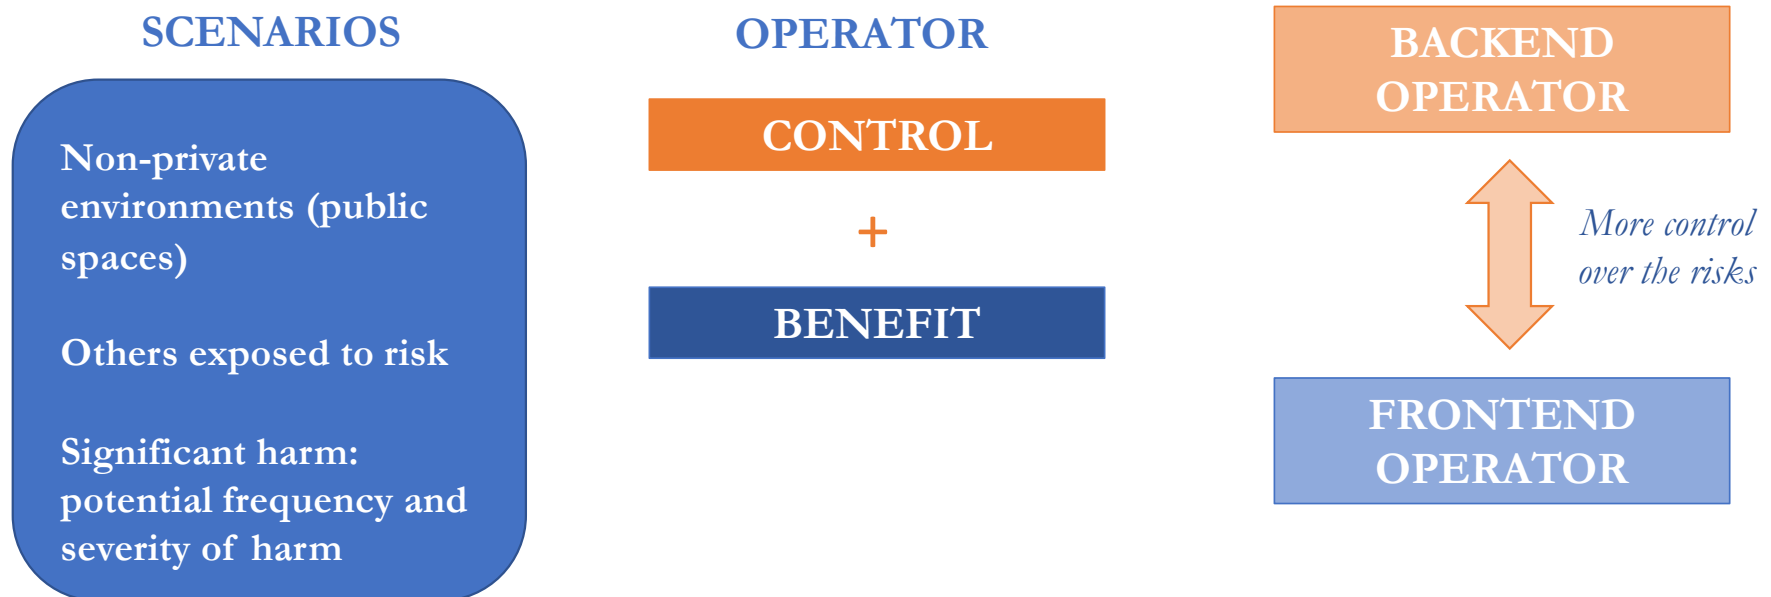 SCENARIOS
Non-private
environments (public
spaces)
Others exposed to risk
Significant harm:
potential frequency and
severity of harm
OPERATOR
CONTROL
+
BENEFIT
BACKEND
OPERATOR
More control
over the risks
FRONTEND
OPERATOR